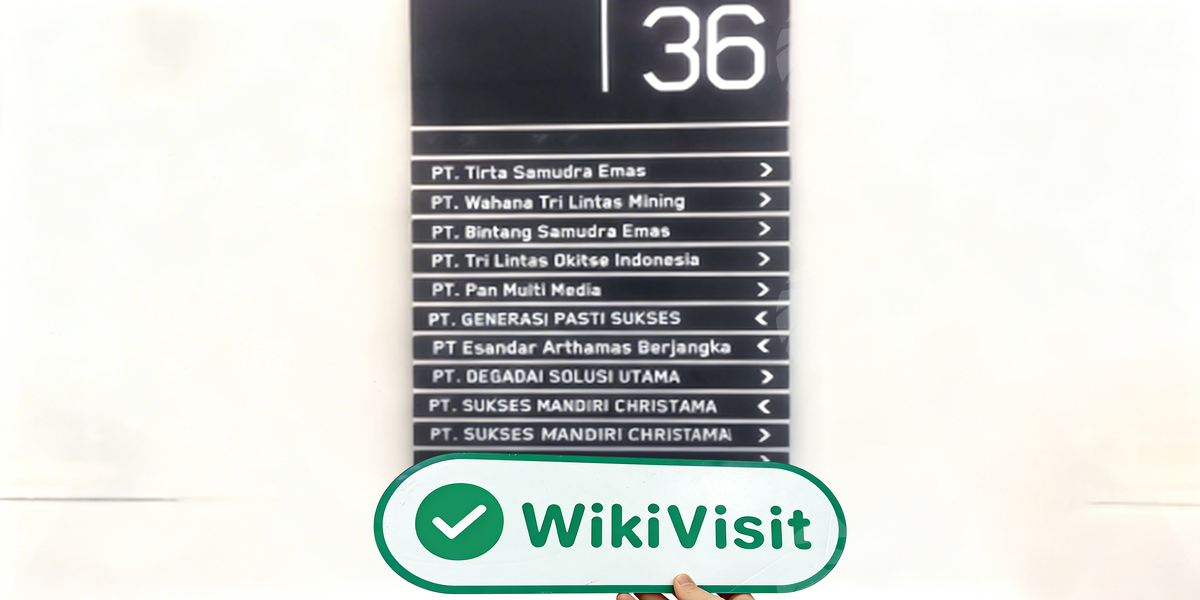 36
PT. Tirta Samudra Emas >
PT. Wahana Tri Lintas Mining >
PT. Bintang Samudra Emas >
PT. Tri Lintas Okitse Indonesia >
PT. Pan Multi Media >
PT. GENERASI PASTI SUKSES <
PT Esandar Arthamas Berjangka <
PT. DEGADAI SOLUSI UTAMA >
PT. SUKSES MANDIRI CHRISTAMA <
PT. SUKSES MANDIRI CHRISTAMA >
WikiVisit